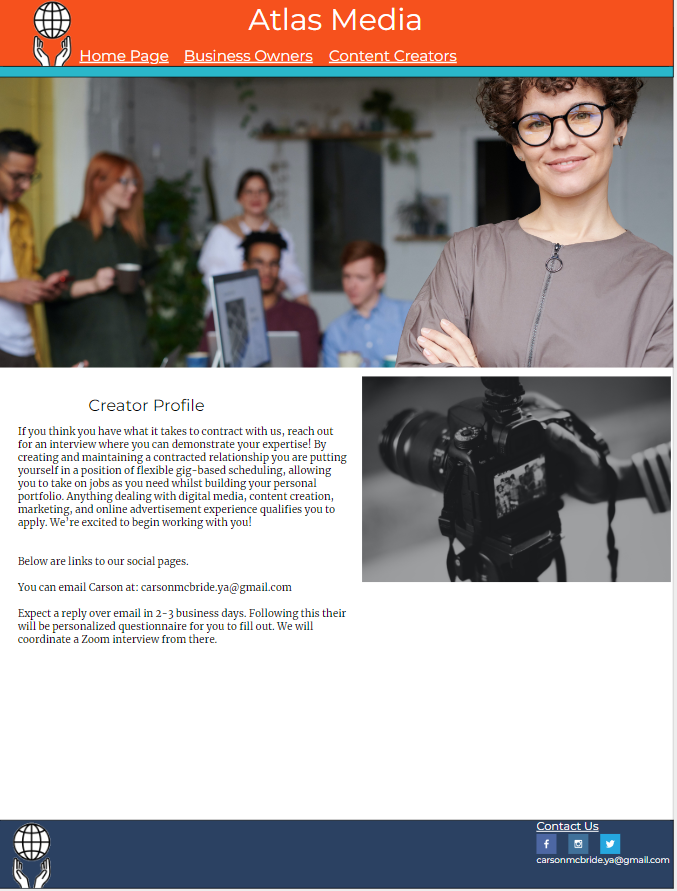 Atlas Media
Home Page Business Owners Content Creators
Creator Profile
If you think you have what it takes to contract with us, reach out
for an interview where you can demonstrate your expertise! By
creating and maintaining a contracted relationship you are putting
yourself in a position of flexible gig-based scheduling, allowing
you to take on jobs as you need whilst building your personal
portfolio. Anything dealing with digital media, content creation,
marketing, and online advertisement experience qualifies you to
apply. We're excited to begin working with you!
Below are links to our social pages.
You can email Carson at: carsonmcbride.ya@gmail.com
Expect a reply over email in 2-3 business days. Following this their
will be personalized questionnaire for you to fill out. We will
coordinate a Zoom interview from there.
Contact Us
carsonmcbride.ya@gmail.com